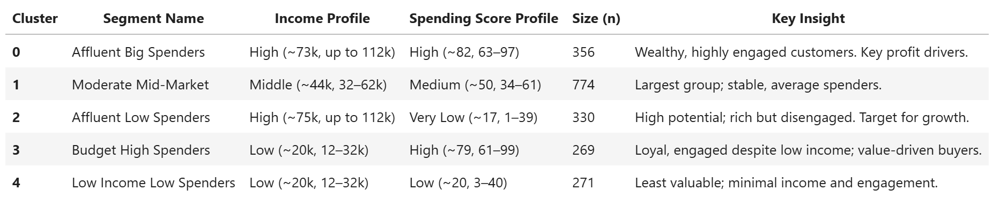 Cluster Segment Name Income Profile Spending Score Profile Size (n) Key Insight
0 Affluent Big Spenders High (~73k, up to 112k) High (~82, 63–97) 356 Wealthy, highly engaged customers. Key profit drivers.
1 Moderate Mid-Market Middle (~44k, 32–62k) Medium (~50, 34–61) 774 Largest group; stable, average spenders.
2 Affluent Low Spenders High (~75k, up to 112k) Very Low (~17, 1–39) 330 High potential; rich but disengaged. Target for growth.
3 Budget High Spenders Low (~20k, 12–32k) High (~79, 61–99) 269 Loyal, engaged despite low income; value-driven buyers.
4 Low Income Low Spenders Low (~20k, 12–32k) Low (~20, 3–40) 271 Least valuable; minimal income and engagement.